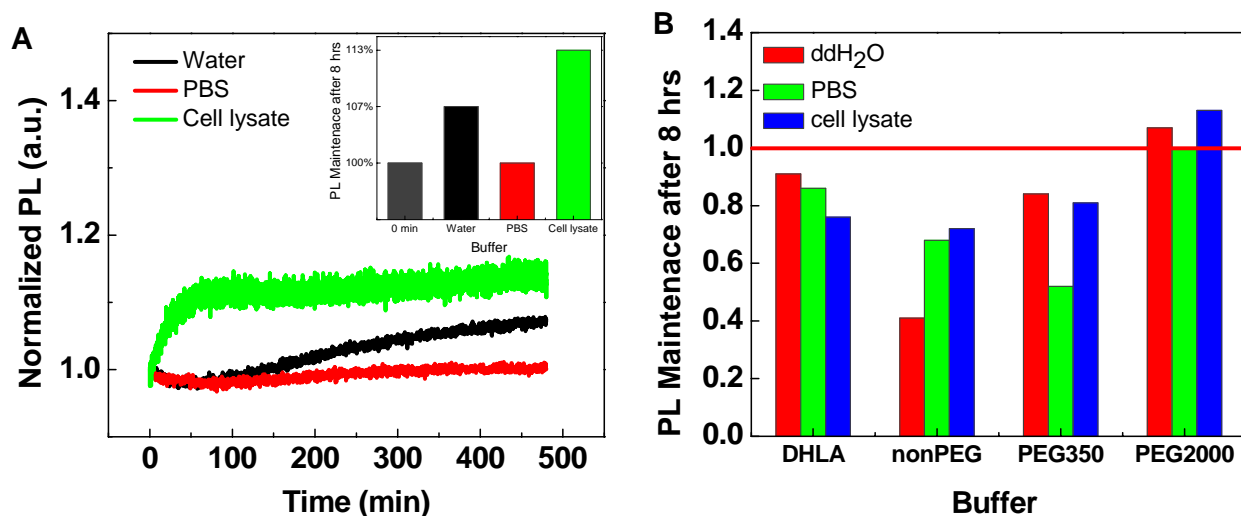 A
Normalized PL (a.u.)
1.4
1.2
1.0
Water
PBS
Cell lysate
0 100 200 300 400 500
Time (min)
PL Maintenace after 8 hrs
113%
107%
100%
0 min Water PBS Cell lysate
Buffer
B
PL Maintenace after 8 hrs
1.4
1.2
1.0
0.8
0.6
0.4
0.2
0.0
ddH2O
PBS
cell lysate
DHLA nonPEG PEG350 PEG2000
Buffer